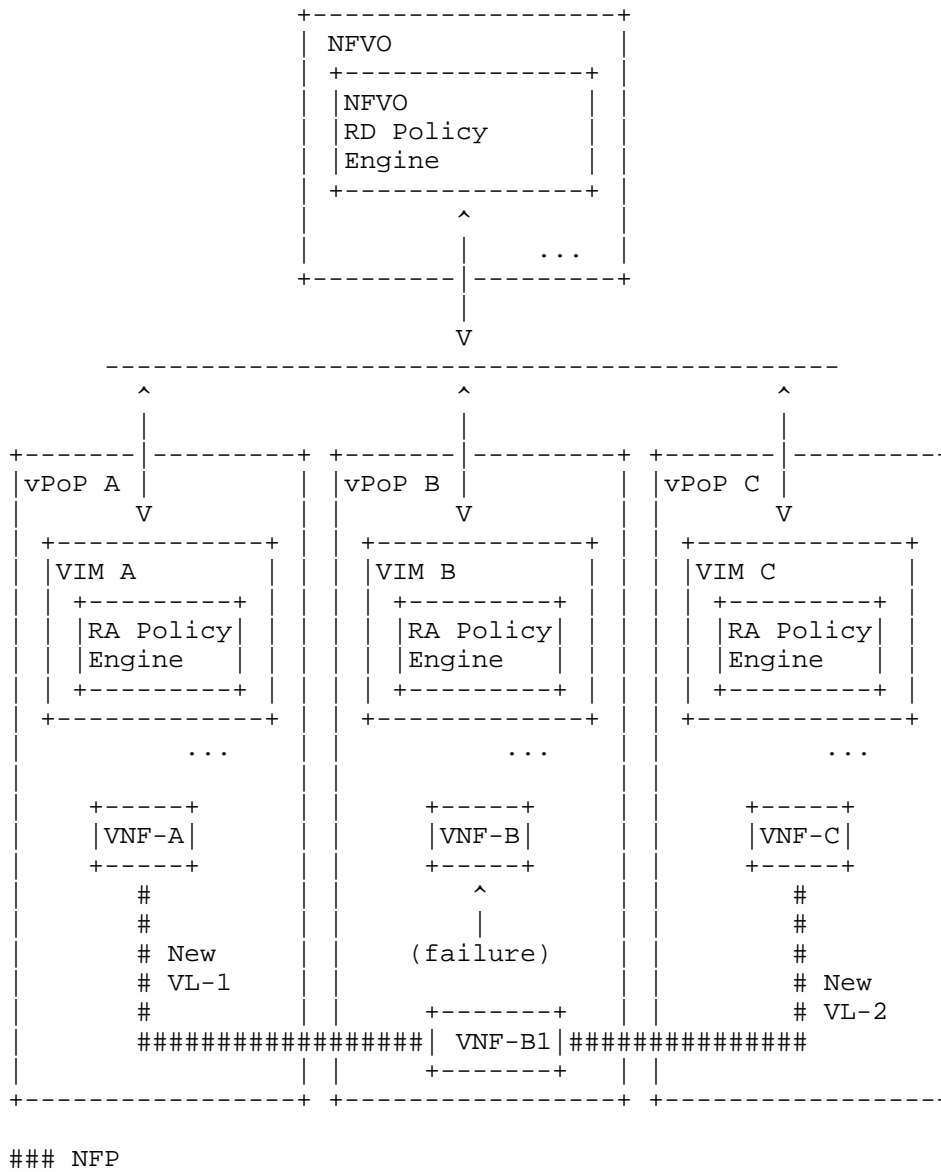 NFVO
NFVO
RD Policy
Engine
...
V
vPoP A vPoP B vPoP C
V V V
VIM A VIM B VIM C
RA Policy RA Policy RA Policy
Engine Engine Engine
... ... ...
VNF-A VNF-B VNF-C
# #
# #
# New (failure) #
# VL-1 # New
# # VL-2
################## VNF-B1 ###############
### NFP